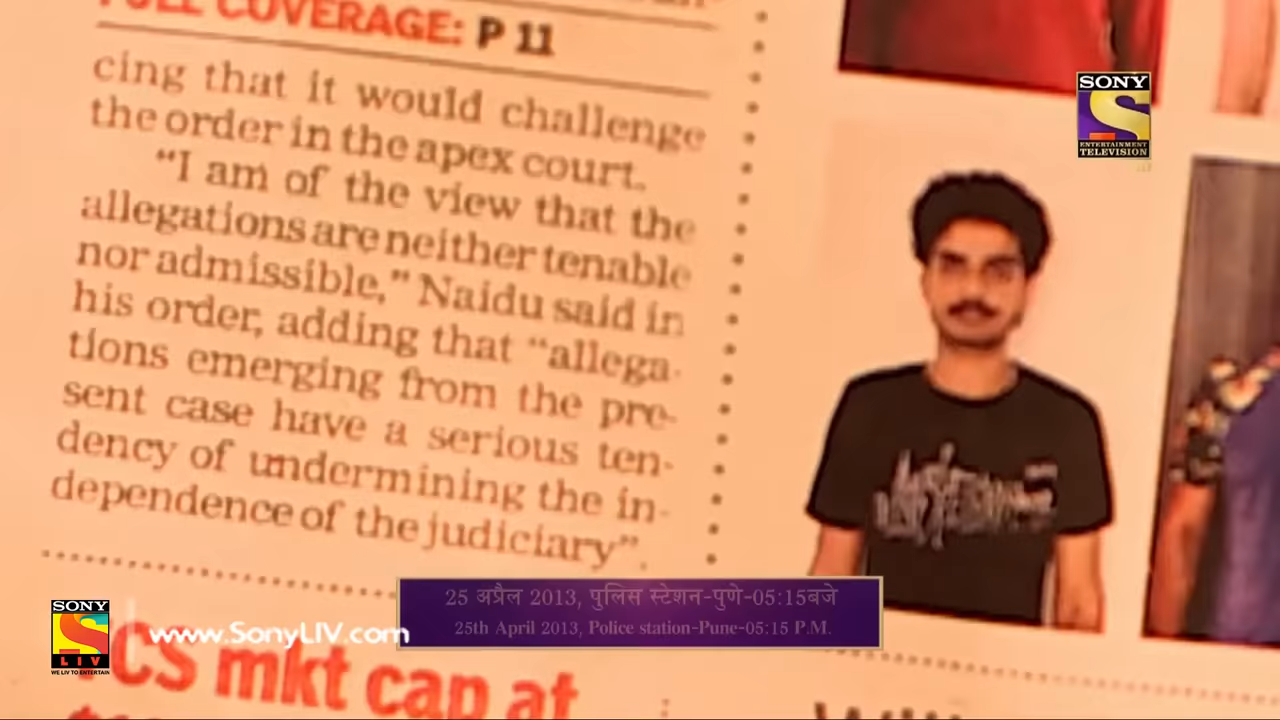 FULL COVERAGE: P 11
cing that it would challenge
the order in the apex court.
“I am of the view that the
allegations are neither tenable
nor admissible,” Naidu said in
his order, adding that “allega-
tions emerging from the pre-
sent case have a serious ten-
dency of undermining the in-
dependence of the judiciary”.
TCS mkt cap at
SONY
S
ENTERTAINMENT
TELEVISION
25 अप्रैल 2013, पुलिस स्टेशन-पुणे-05:15बजे
25th April 2013, Police station-Pune-05:15 P.M.
SONY
S
LIV
WE LIV TO ENTERTAIN
www.SonyLIV.com